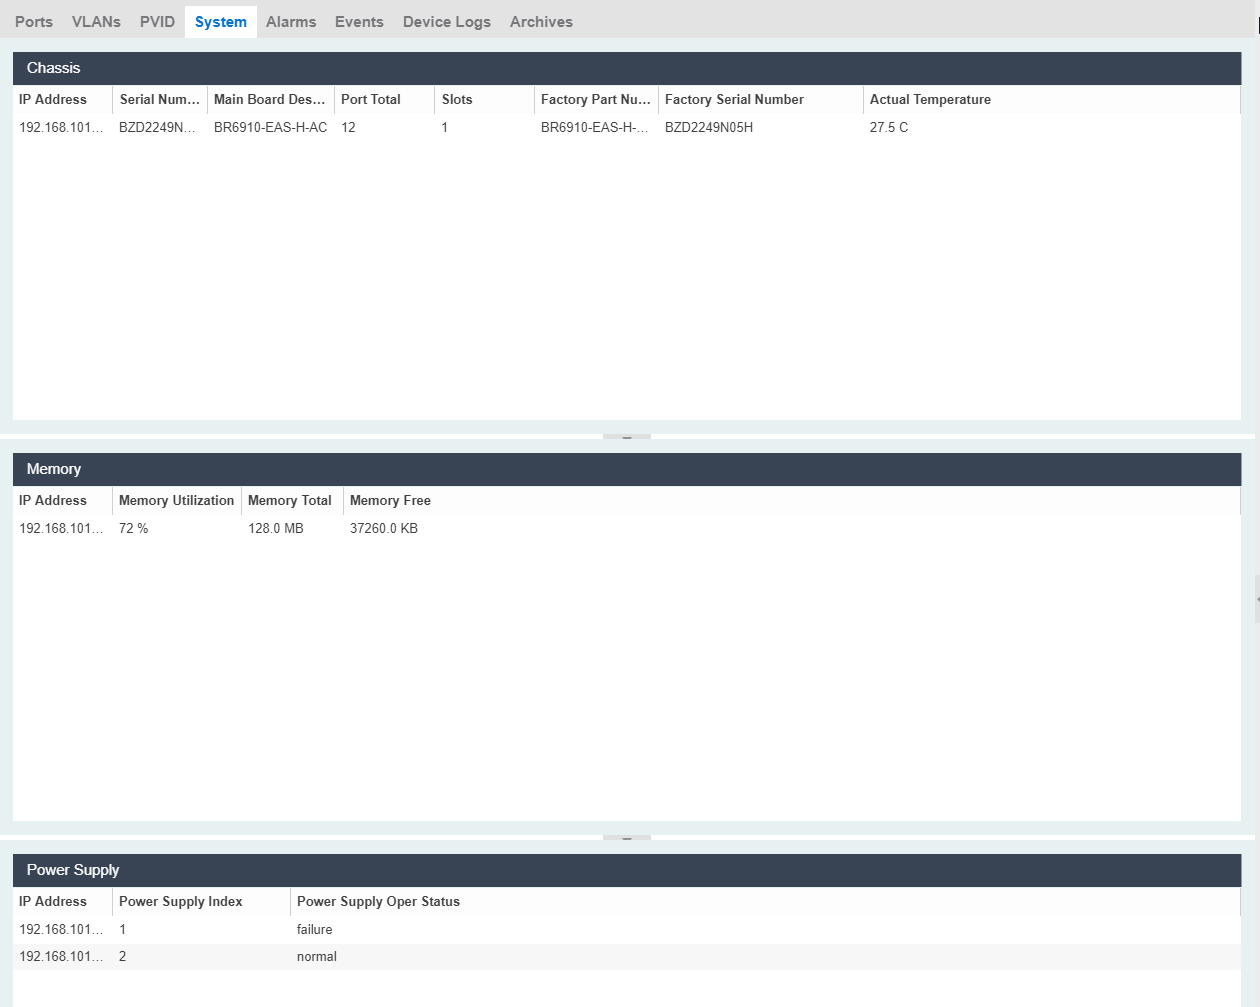 Ports VLANs PVID System Alarms Events Device Logs Archives
Chassis
IP Address Serial Num... Main Board Des... Port Total Slots Factory Part Nu... Factory Serial Number Actual Temperature
192.168.101... BZD2249N... BR6910-EAS-H-AC 12 1 BR6910-EAS-H-... BZD2249N05H 27.5 C
Memory
IP Address Memory Utilization Memory Total Memory Free
192.168.101... 72 % 128.0 MB 37260.0 KB
Power Supply
IP Address Power Supply Index Power Supply Oper Status
192.168.101... 1 failure
192.168.101... 2 normal